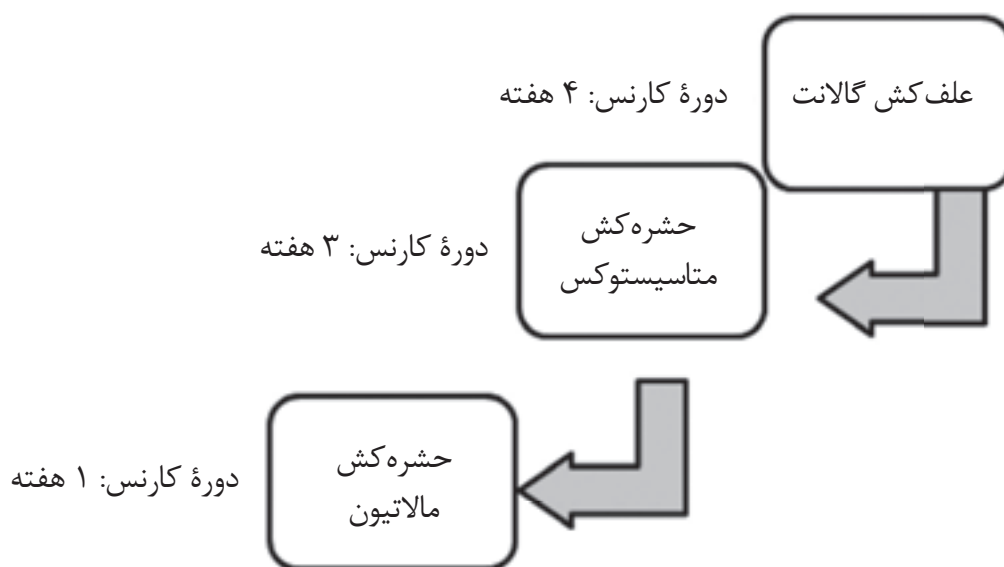 علف‌کش گالانت
دورهٔ کارنس: ۴ هفته
حشره‌کش
متاسیستوکس
دورهٔ کارنس: ۳ هفته
حشره‌کش
مالاتیون
دورهٔ کارنس: ۱ هفته